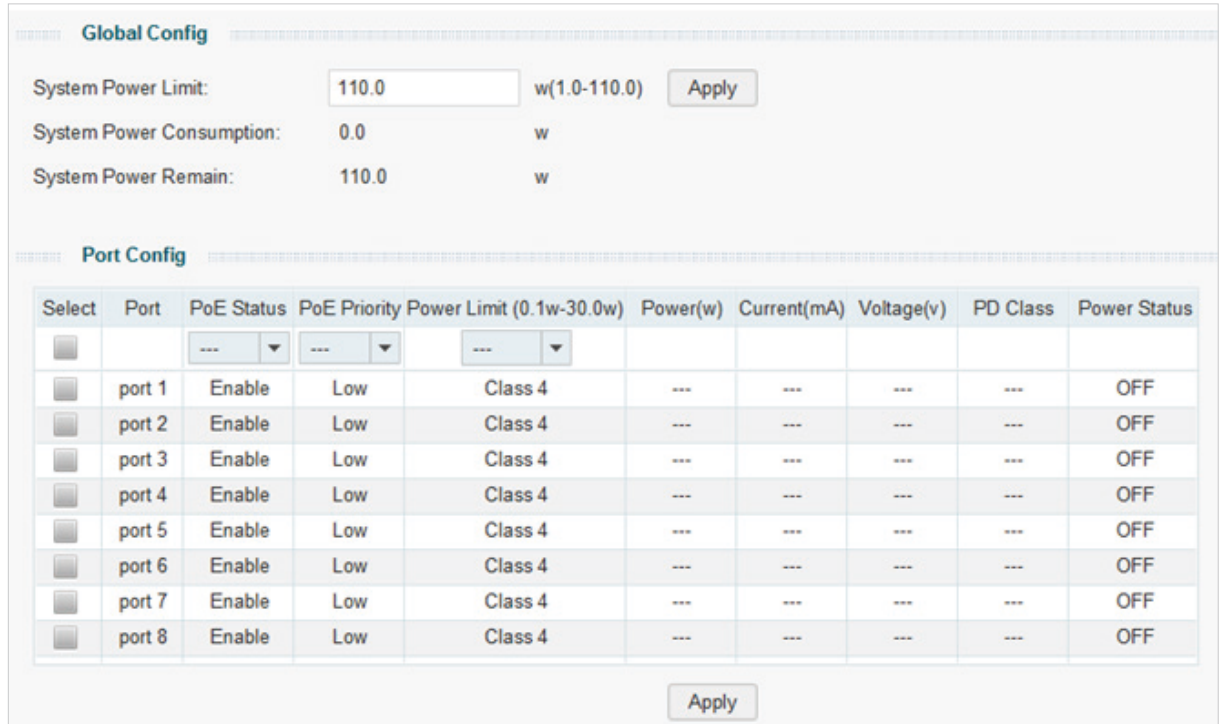 Global Config
System Power Limit: 110.0 w(1.0-110.0) Apply
System Power Consumption: 0.0 w
System Power Remain: 110.0 w
Port Config
Select Port PoE Status PoE Priority Power Limit (0.1w-30.0w) Power(w) Current(mA) Voltage(v) PD Class Power Status
--- --- ---
port 1 Enable Low Class 4 --- --- --- --- OFF
port 2 Enable Low Class 4 --- --- --- --- OFF
port 3 Enable Low Class 4 --- --- --- --- OFF
port 4 Enable Low Class 4 --- --- --- --- OFF
port 5 Enable Low Class 4 --- --- --- --- OFF
port 6 Enable Low Class 4 --- --- --- --- OFF
port 7 Enable Low Class 4 --- --- --- --- OFF
port 8 Enable Low Class 4 --- --- --- --- OFF
Apply